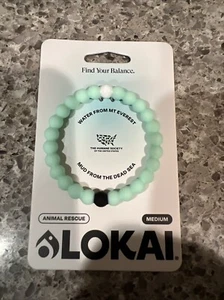 Find Your Balance.
WATER FROM MT EVEREST
THE HUMANE SOCIETY
OF THE UNITED STATES
MUD FROM THE DEAD SEA
ANIMAL RESCUE
MEDIUM
LOKAI